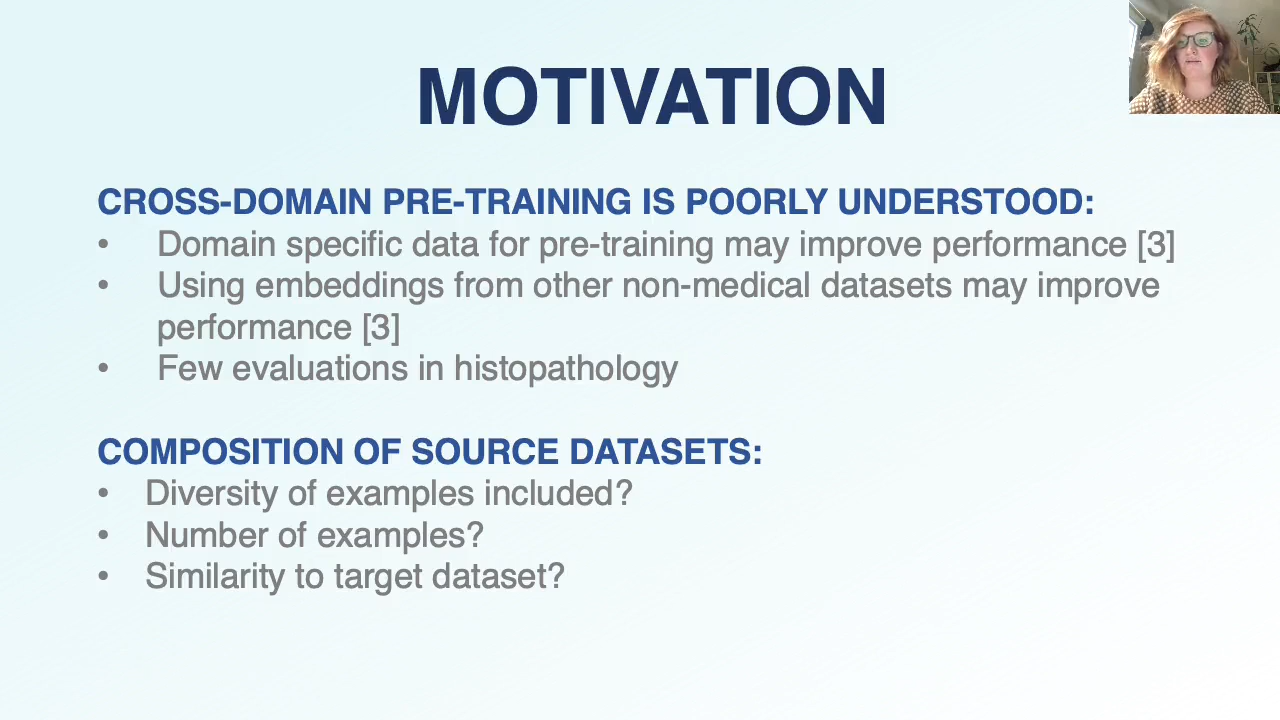 MOTIVATION
CROSS-DOMAIN PRE-TRAINING IS POORLY UNDERSTOOD:
• Domain specific data for pre-training may improve performance [3]
• Using embeddings from other non-medical datasets may improve
performance [3]
• Few evaluations in histopathology
COMPOSITION OF SOURCE DATASETS:
• Diversity of examples included?
• Number of examples?
• Similarity to target dataset?